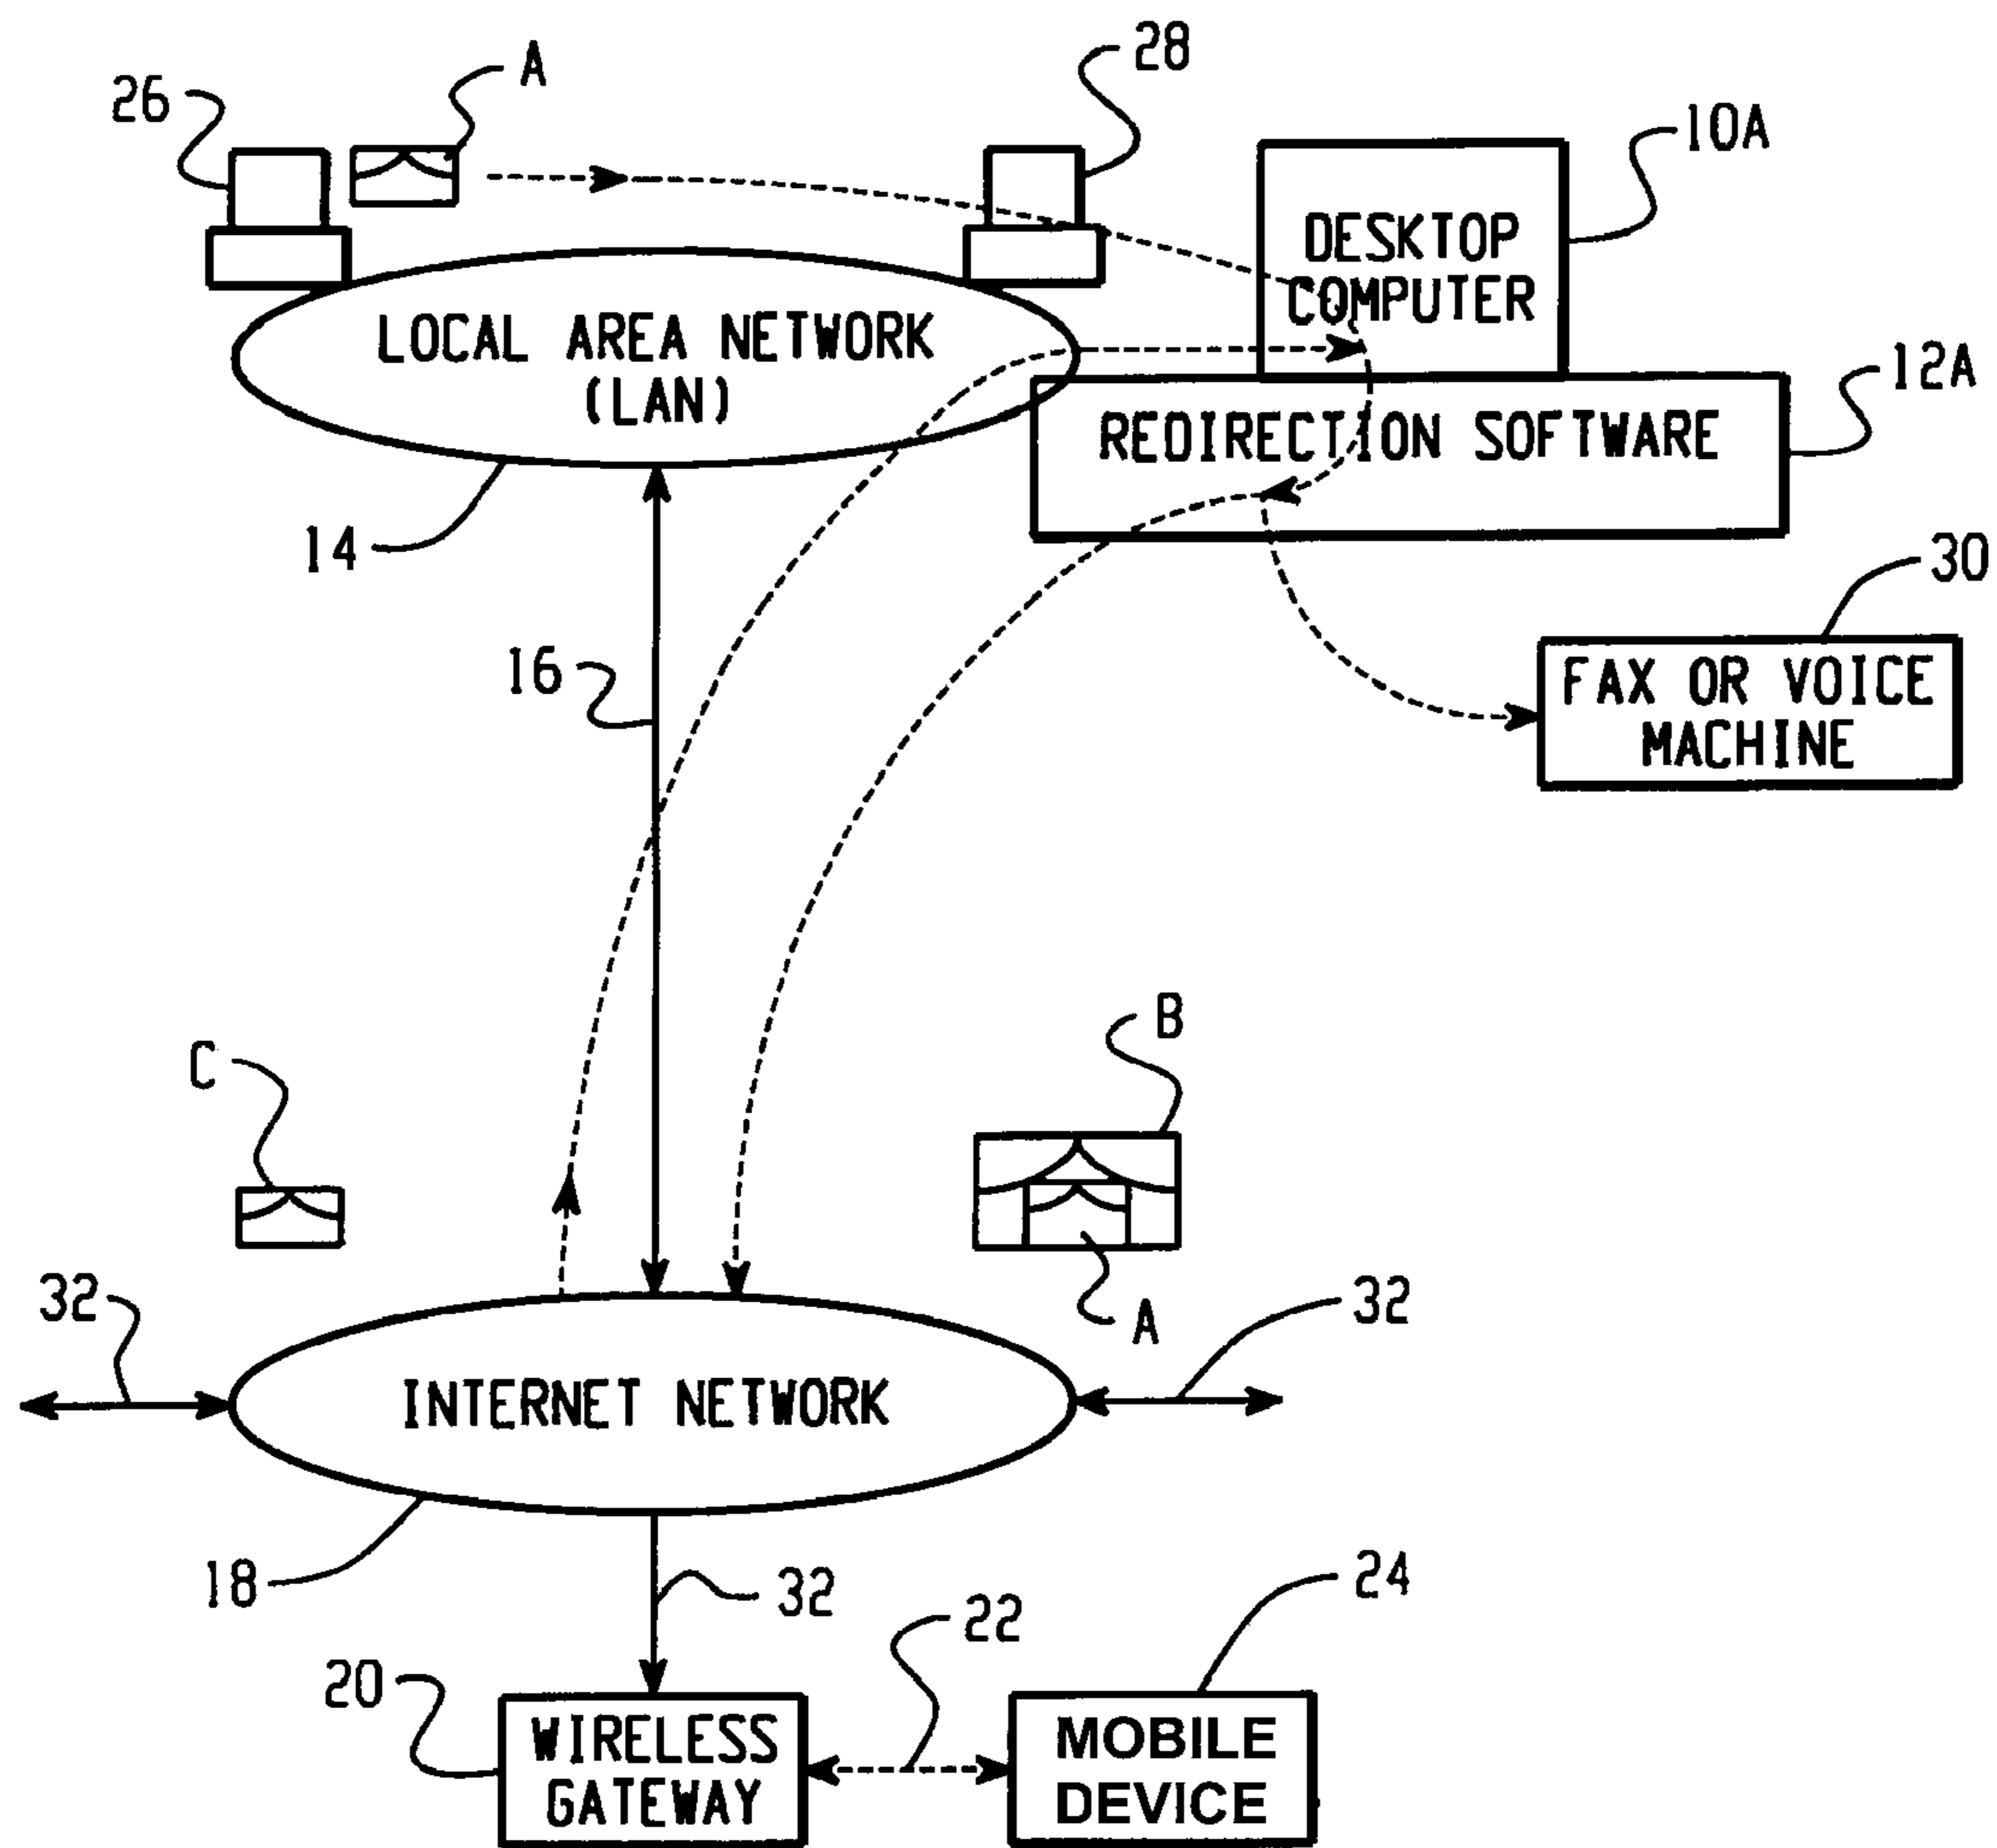 28
A
26
10A
DESKTOP
COMPUTER
LOCAL AREA NETWORK
(LAN)
12A
REDIRECTION SOFTWARE
14
30
16
FAX OR VOICE
MACHINE
B
C
32
A
32
INTERNET NETWORK
18
32
24
22
20
WIRELESS
GATEWAY
MOBILE
DEVICE